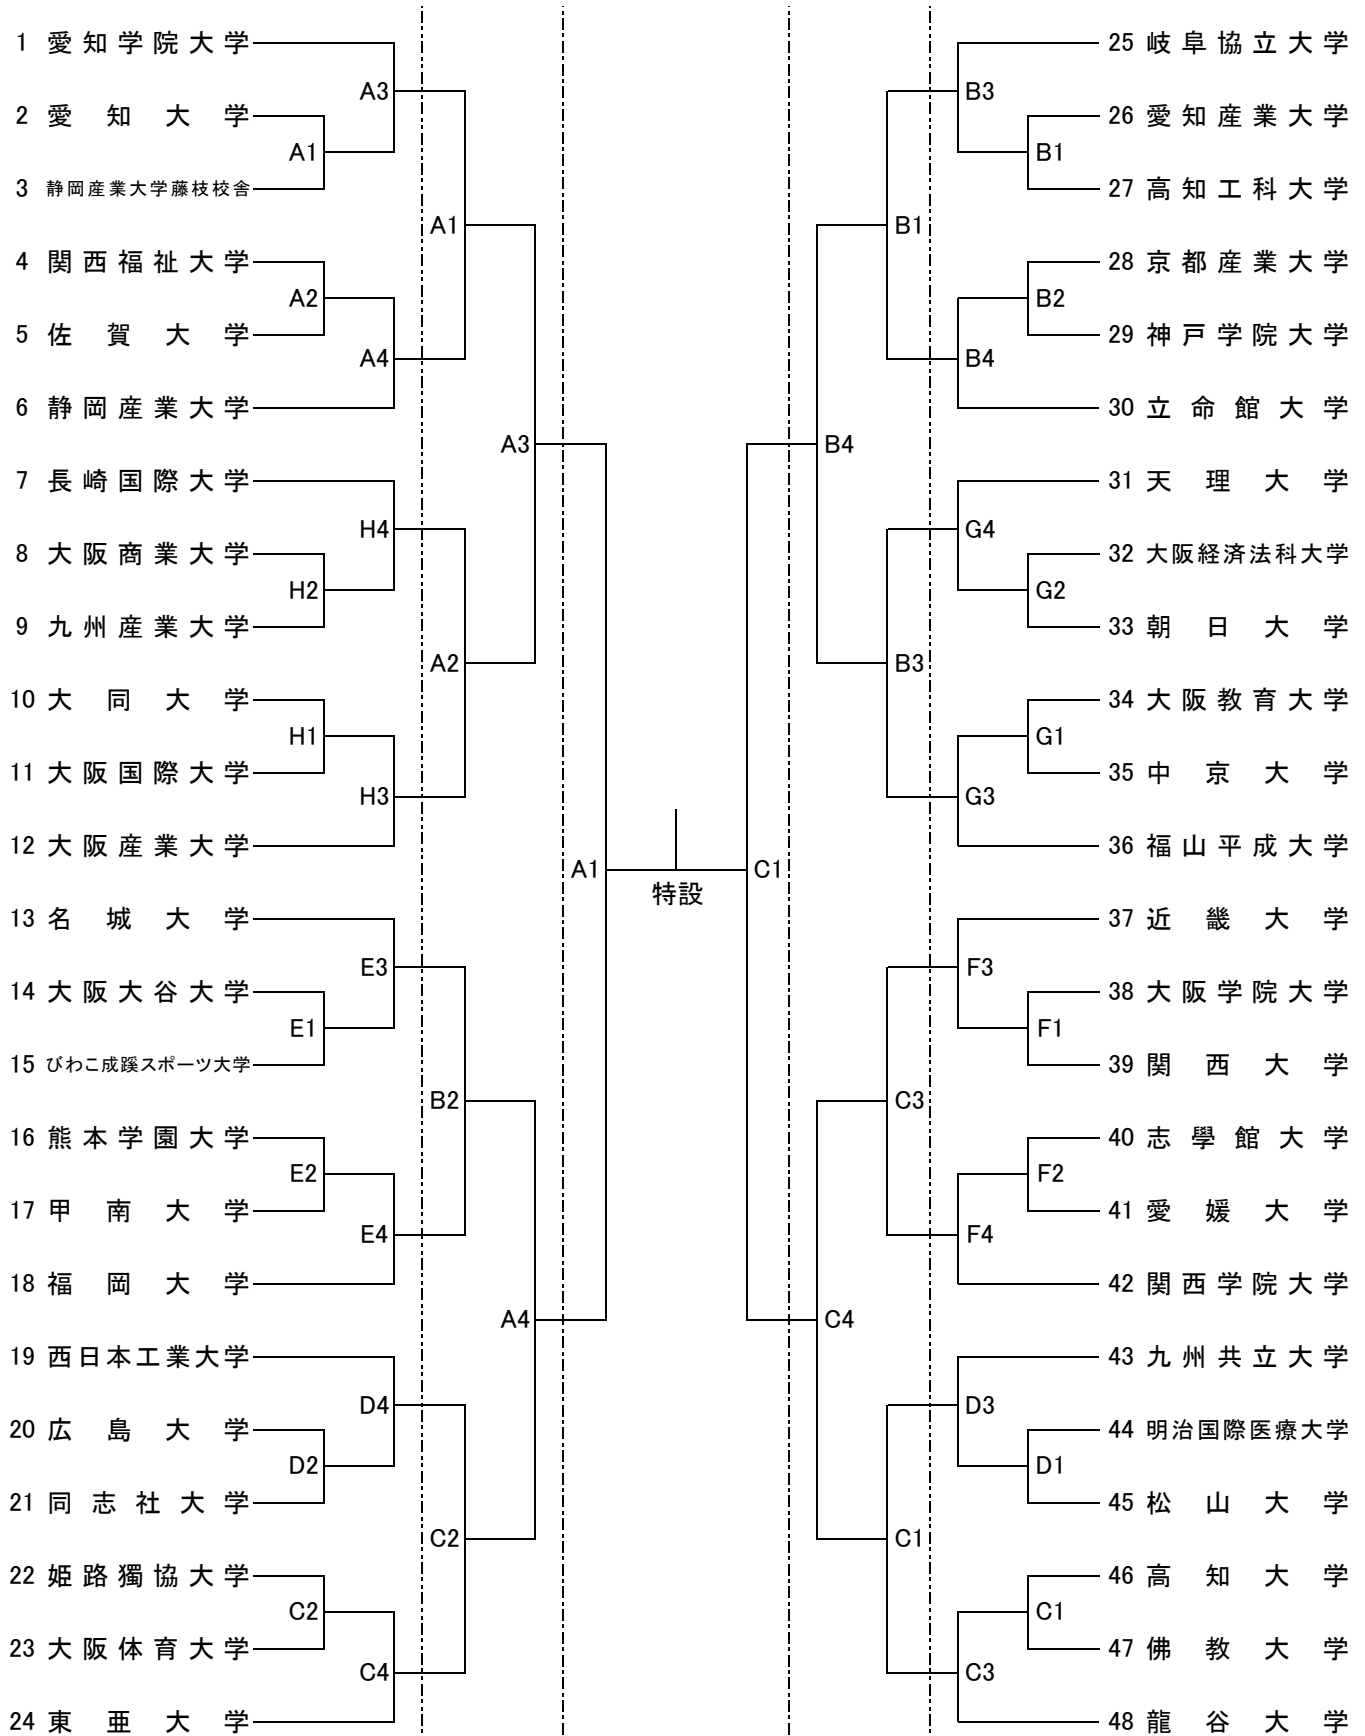 1 愛知学院大学
A3
2 愛知大学
A1
3 静岡産業大学藤枝校舎
A1
4 関西福祉大学
A2
5 佐賀大学
A4
6 静岡産業大学
A3
7 長崎国際大学
H4
8 大阪商業大学
H2
9 九州産業大学
A2
10 大同大学
H1
11 大阪国際大学
H3
12 大阪産業大学
A1
13 名城大学
E3
14 大阪大谷大学
E1
15 びわこ成蹊スポーツ大学
B2
16 熊本学園大学
E2
17 甲南大学
E4
18 福岡大学
A4
19 西日本工業大学
D4
20 広島大学
D2
21 同志社大学
C2
22 姫路獨協大学
C2
23 大阪体育大学
C4
24 東亜大学
特設
25 岐阜協立大学
B3
26 愛知産業大学
B1
27 高知工科大学
B1
28 京都産業大学
B2
29 神戸学院大学
B4
30 立命館大学
B4
31 天理大学
G4
32 大阪経済法科大学
G2
33 朝日大学
B3
34 大阪教育大学
G1
35 中京大学
G3
36 福山平成大学
C1
37 近畿大学
F3
38 大阪学院大学
F1
39 関西大学
C3
40 志學館大学
F2
41 愛媛大学
F4
42 関西学院大学
C4
43 九州共立大学
D3
44 明治国際医療大学
D1
45 松山大学
C1
46 高知大学
C1
47 佛教大学
C3
48 龍谷大学